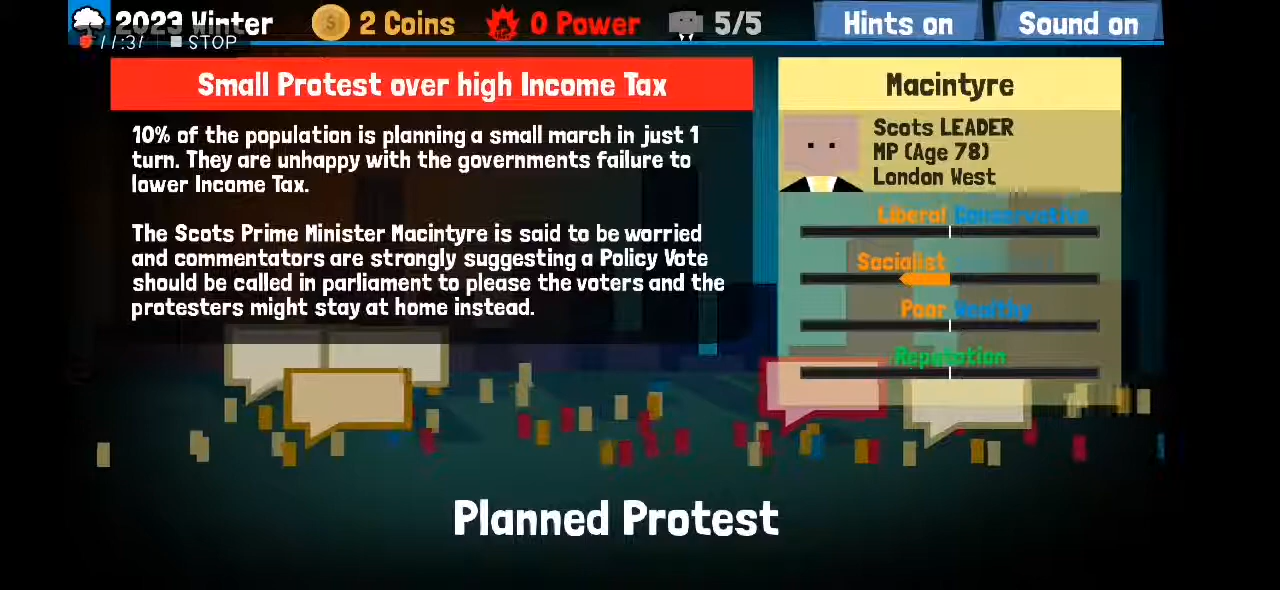 2023 Winter
2 Coins
0 Power
5/5
Hints on
Sound on
STOP
Small Protest over high Income Tax
10% of the population is planning a small march in just 1
turn. They are unhappy with the governments failure to
lower Income Tax.
The Scots Prime Minister Macintyre is said to be worried
and commentators are strongly suggesting a Policy Vote
should be called in parliament to please the voters and the
protesters might stay at home instead.
Macintyre
Scots LEADER
MP (Age 78)
London West
Liberal Conservative
Socialist
Poor Wealthy
Reputation
Planned Protest